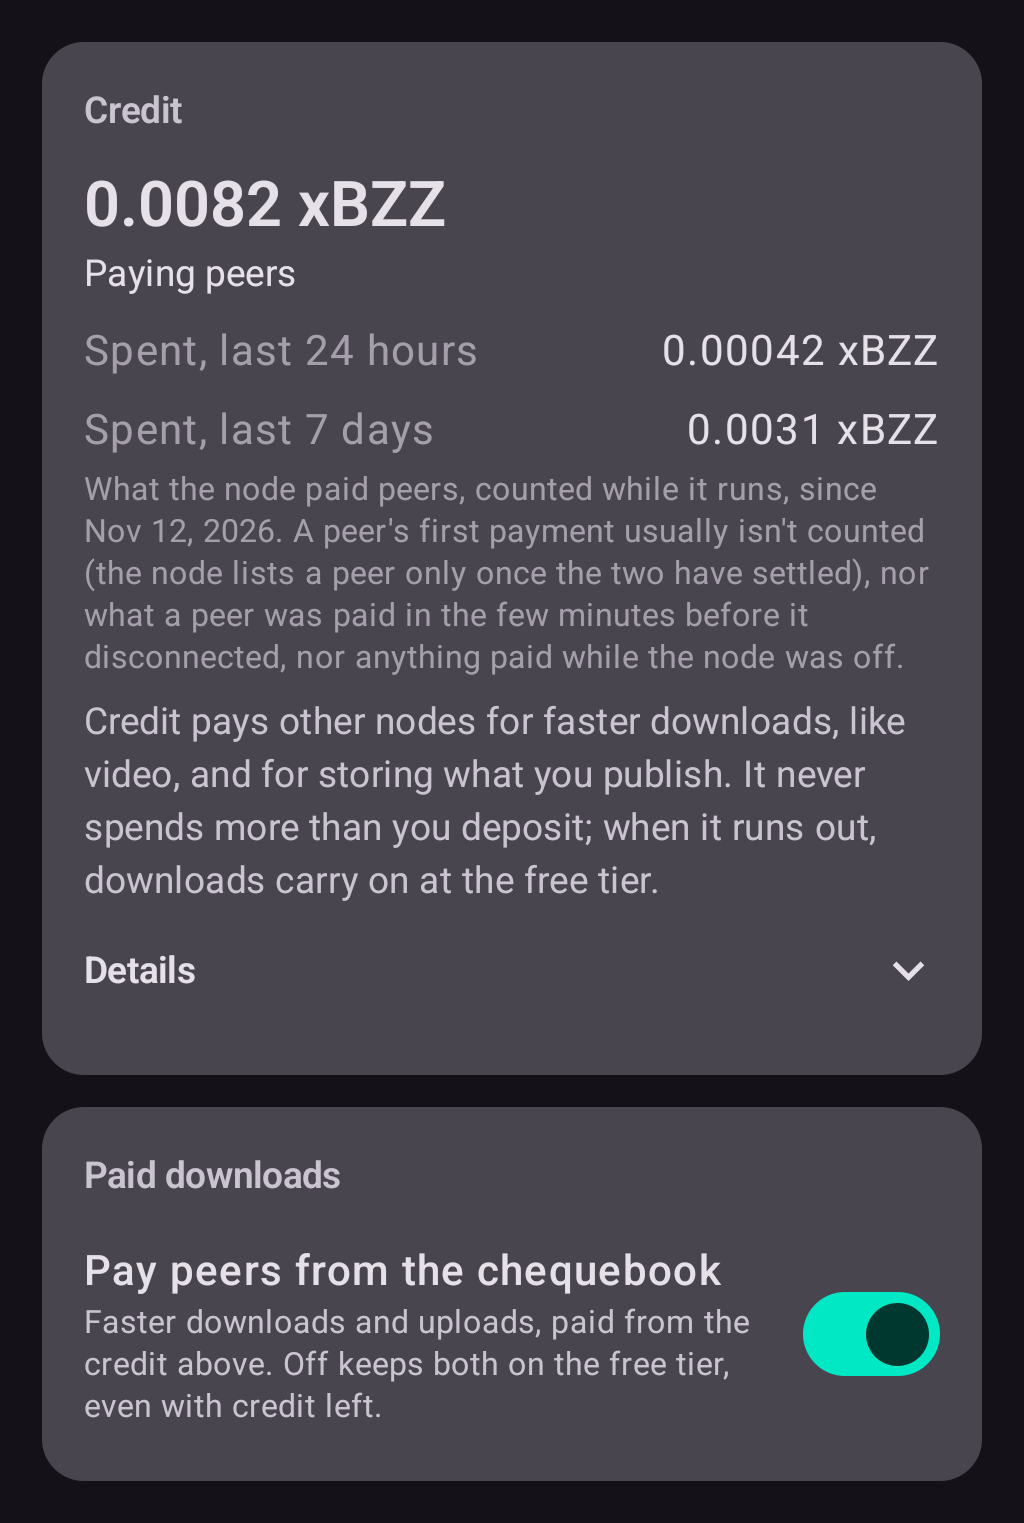 Credit
0.0082 xBZZ
Paying peers
Spent, last 24 hours 0.00042 xBZZ
Spent, last 7 days 0.0031 xBZZ
What the node paid peers, counted while it runs, since
Nov 12, 2026. A peer's first payment usually isn't counted
(the node lists a peer only once the two have settled), nor
what a peer was paid in the few minutes before it
disconnected, nor anything paid while the node was off.
Credit pays other nodes for faster downloads, like
video, and for storing what you publish. It never
spends more than you deposit; when it runs out,
downloads carry on at the free tier.
Details
Paid downloads
Pay peers from the chequebook
Faster downloads and uploads, paid from the
credit above. Off keeps both on the free tier,
even with credit left.